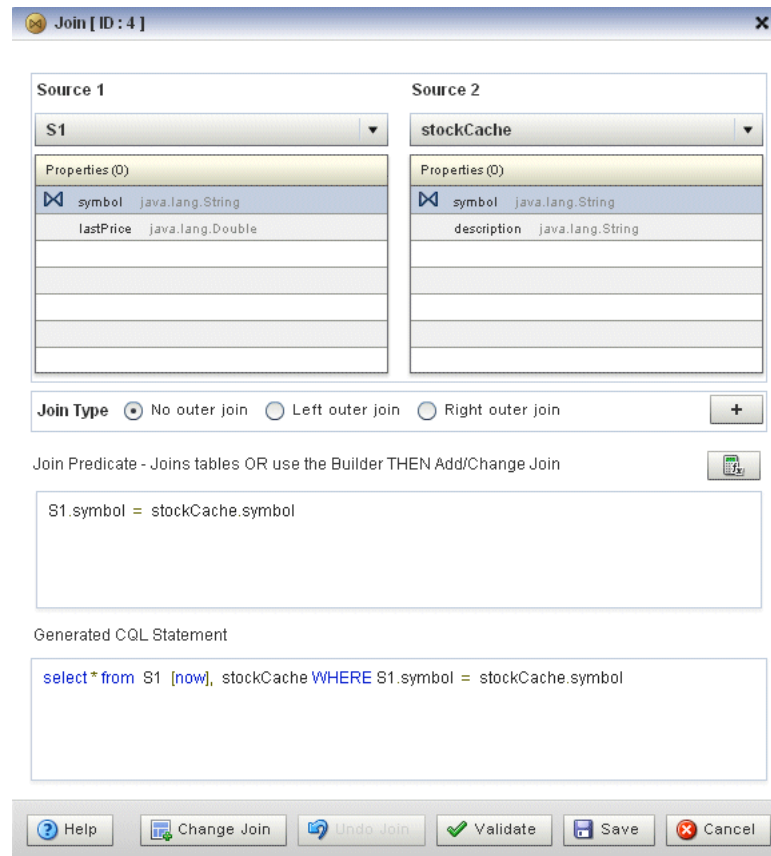 Join [ ID : 4 ]
Source 1 Source 2
S1 stockCache
Properties (0) Properties (0)
symbol java.lang.String symbol java.lang.String
lastPrice java.lang.Double description java.lang.String
Join Type No outer join Left outer join Right outer join +
Join Predicate - Joins tables OR use the Builder THEN Add/Change Join
S1.symbol = stockCache.symbol
Generated CQL Statement
select * from S1 [now], stockCache WHERE S1.symbol = stockCache.symbol
Help Change Join Undo Join Validate Save Cancel